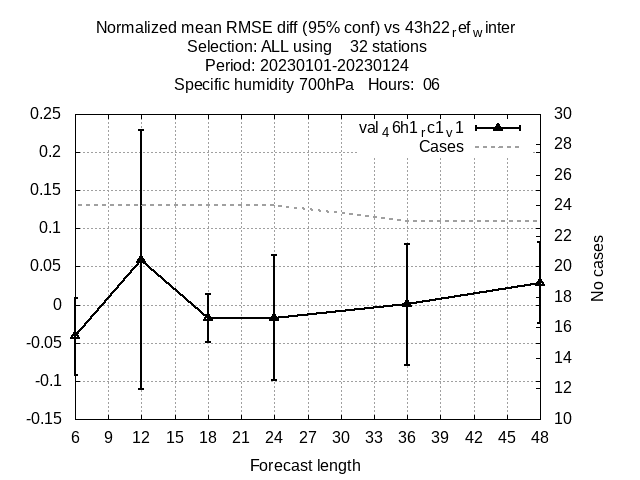 Normalized mean RMSE diff (95% conf) vs 43h22refwinter
Selection: ALL using 32 stations
Period: 20230101-20230124
Specific humidity 700hPa Hours: 06
val46h1rc1v1
Cases
0.25
0.2
0.15
0.1
0.05
0
-0.05
-0.1
-0.15
30
28
26
24
22
20
18
16
14
12
10
No cases
6 9 12 15 18 21 24 27 30 33 36 39 42 45 48
Forecast length